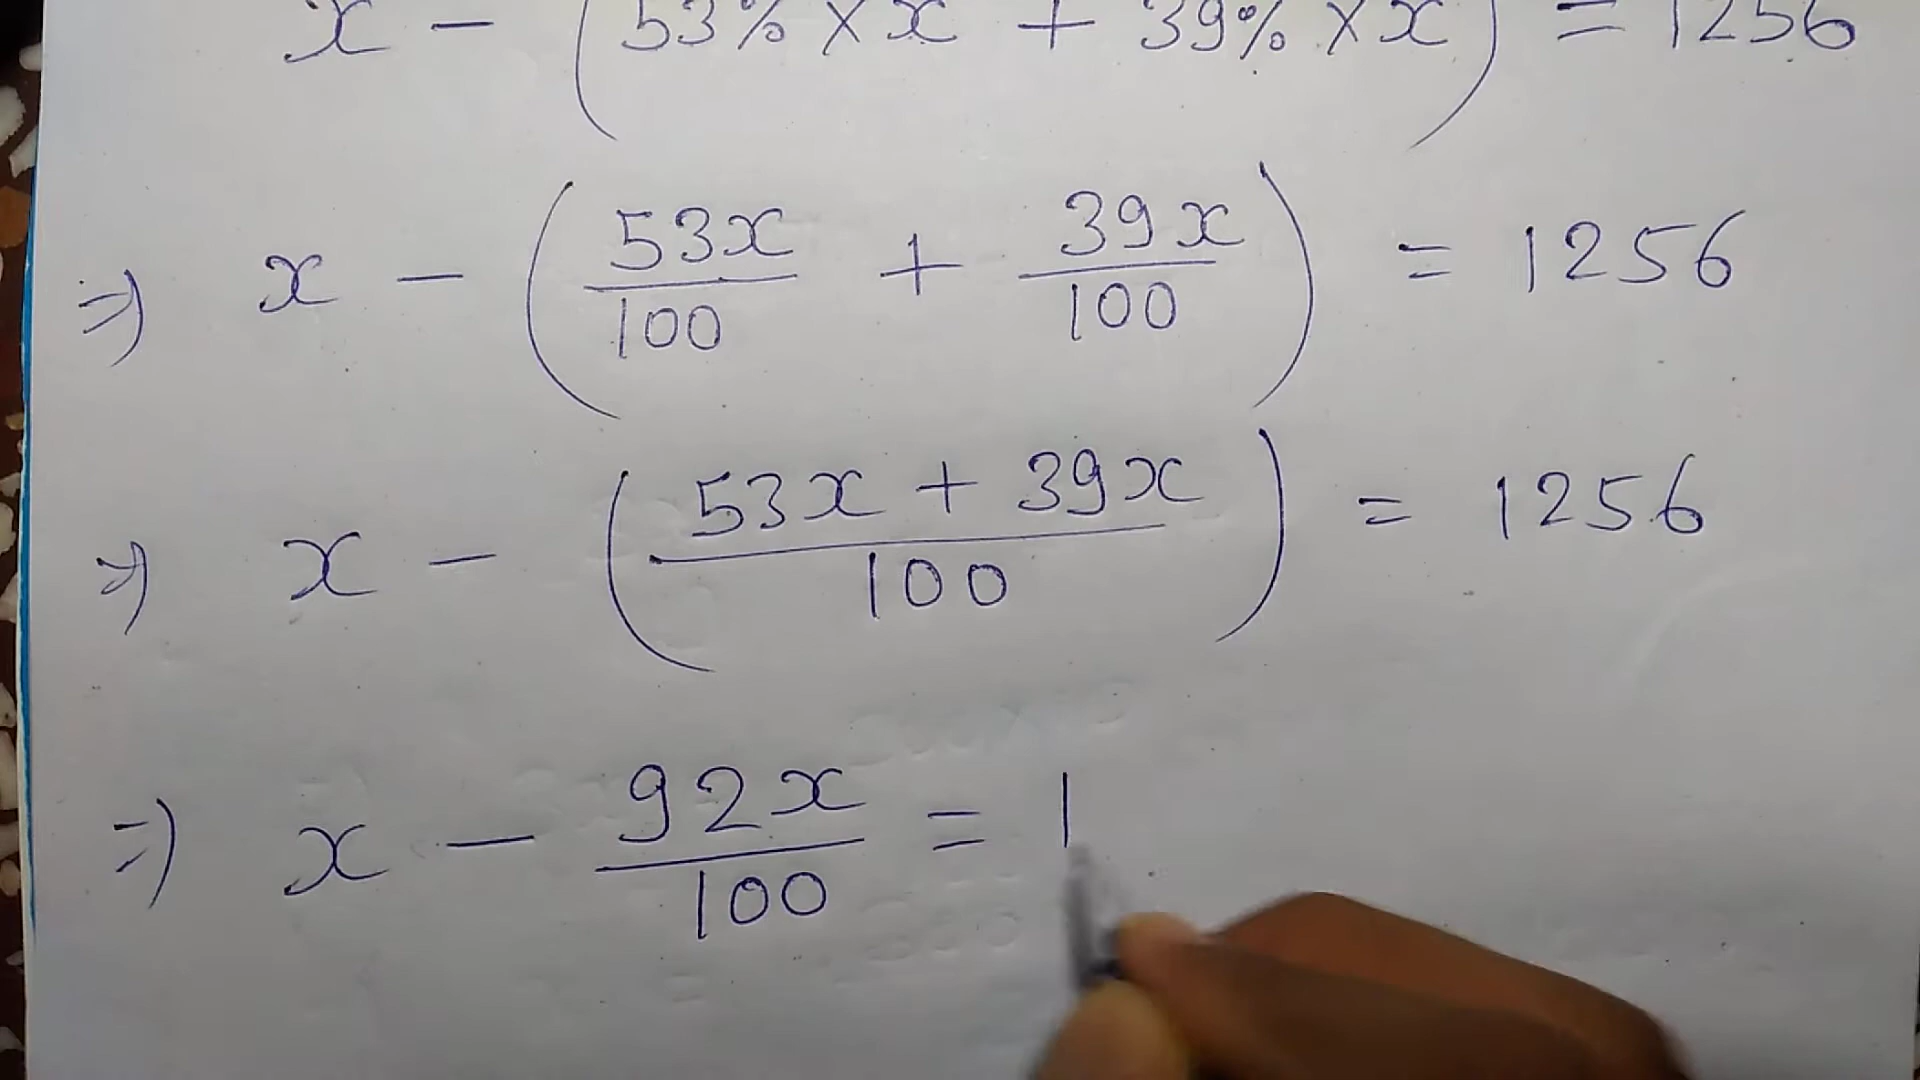 x - (53% × x + 39% × x) = 1256
⇒ x - (53x/100 + 39x/100) = 1256
⇒ x - (53x + 39x/100) = 1256
⇒ x - 92x/100 = 1